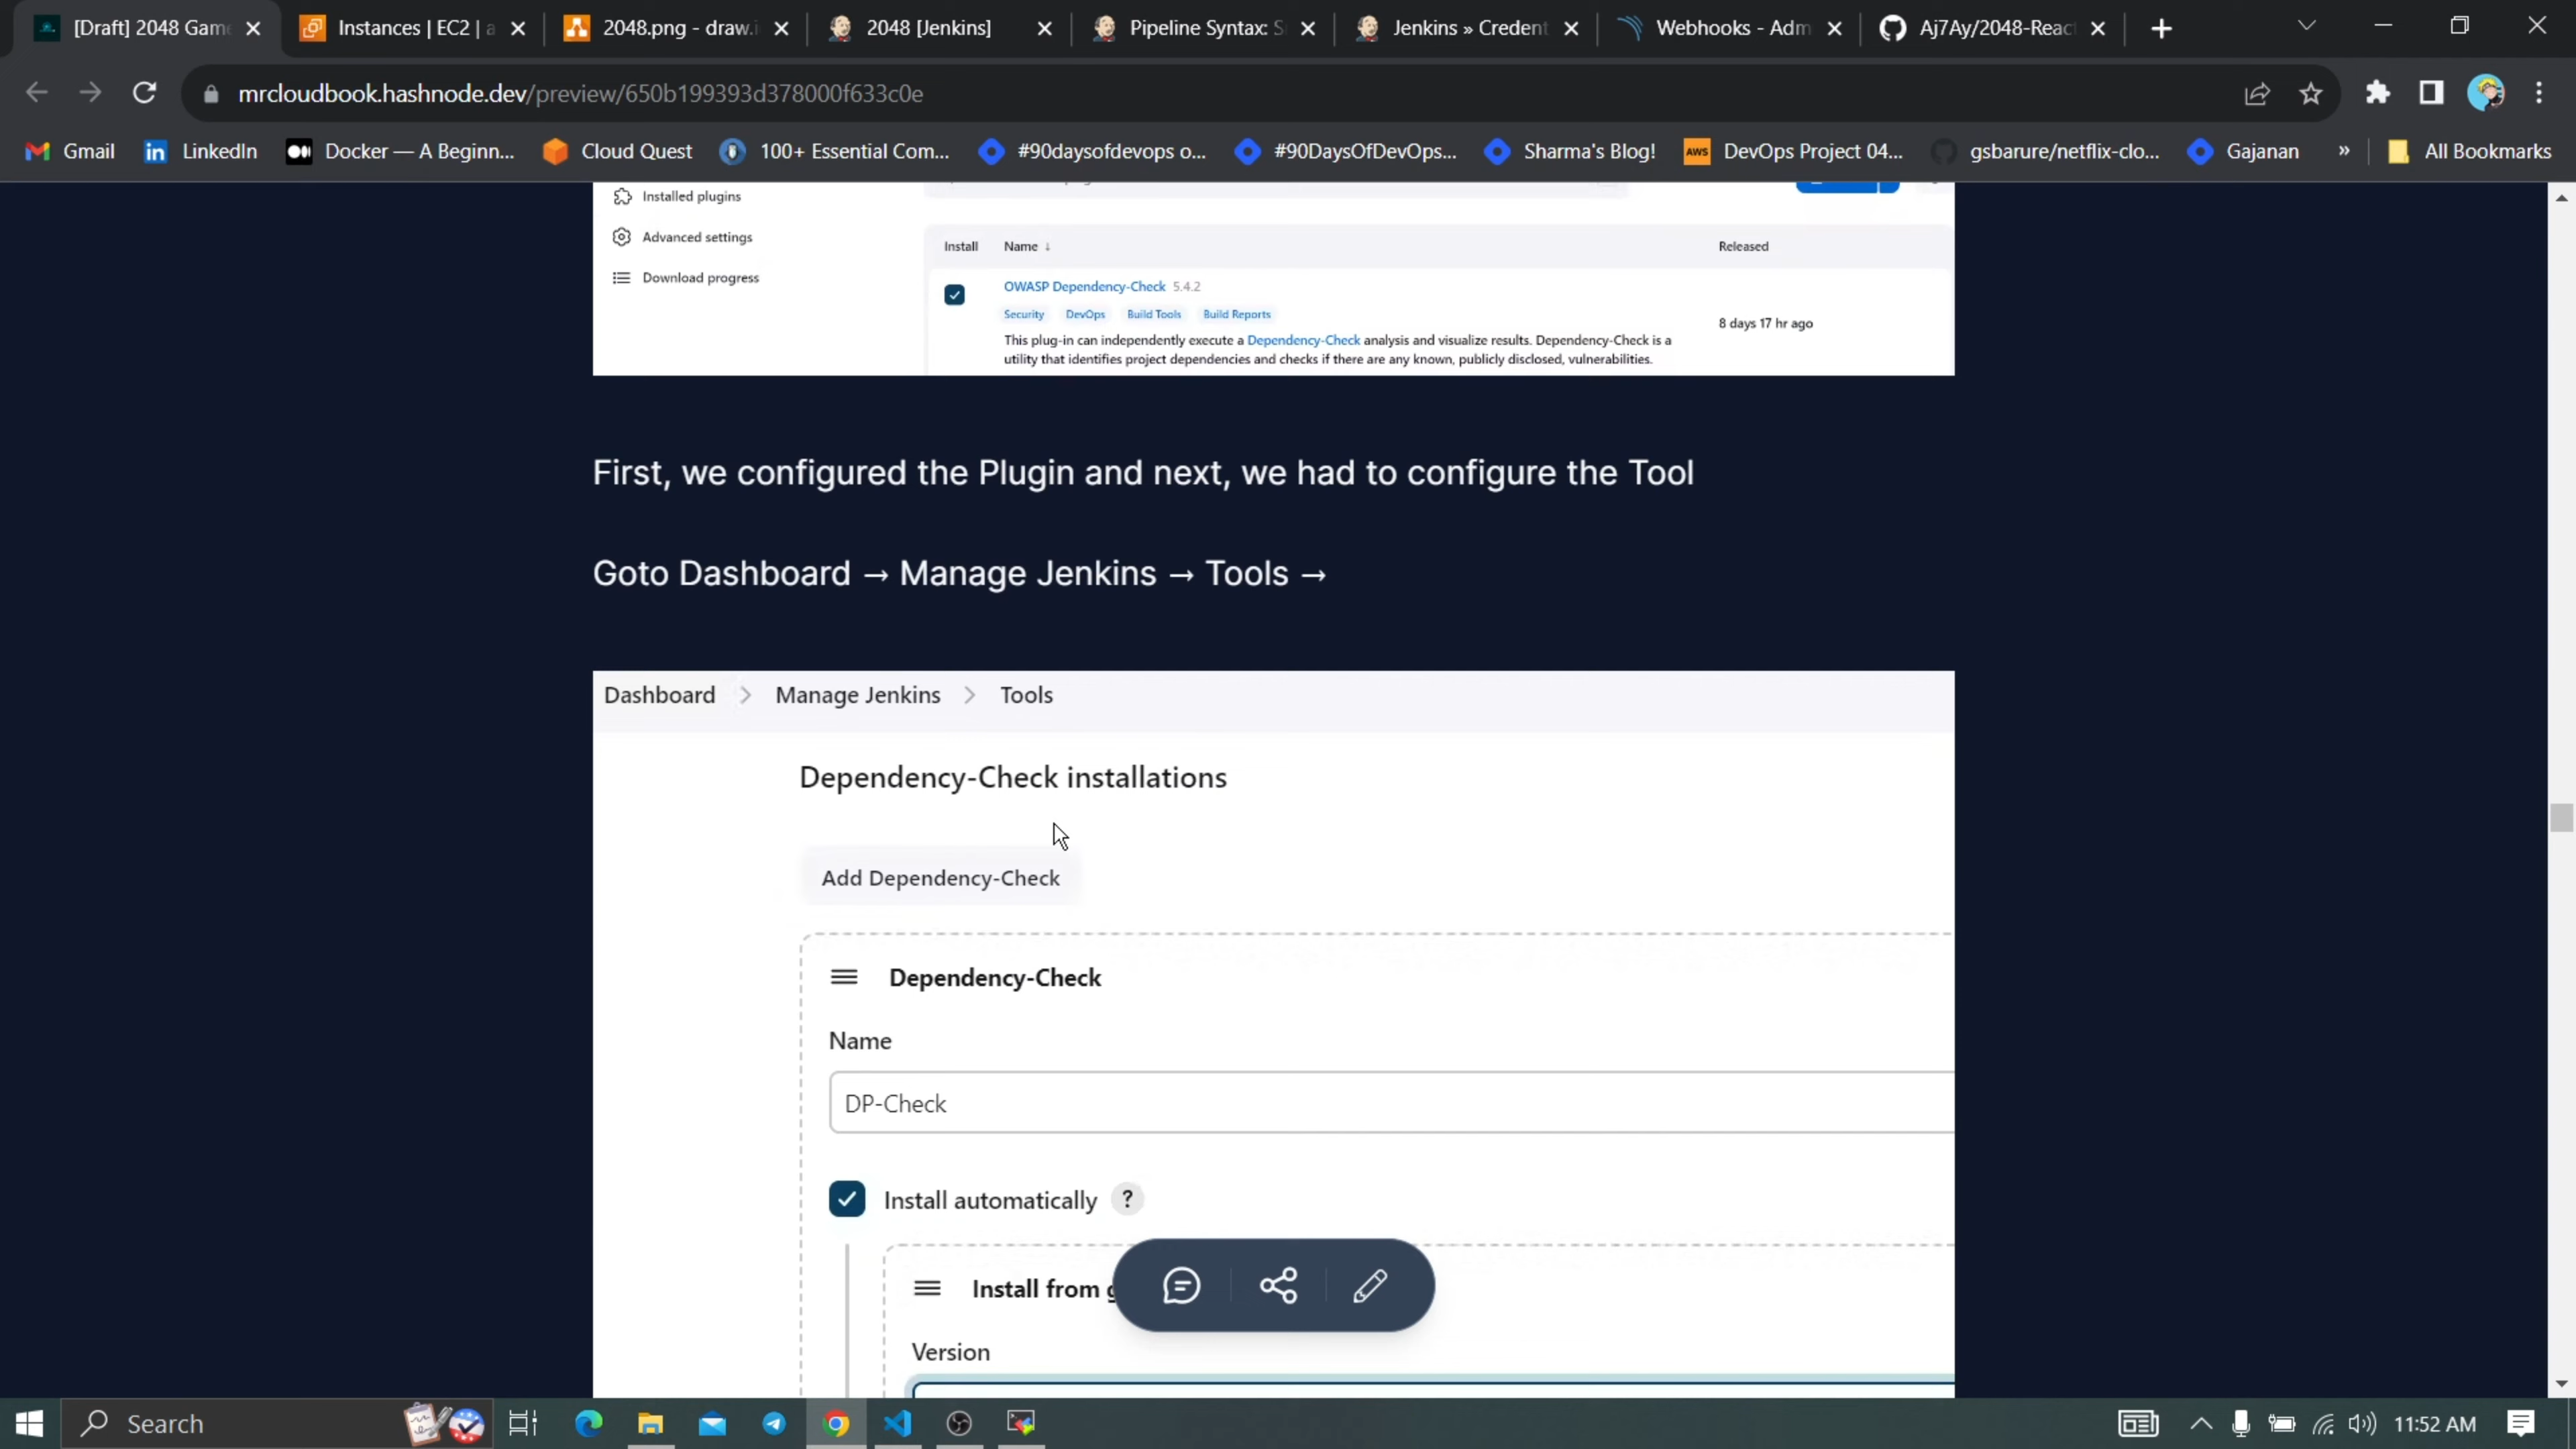 [Draft] 2048 Gam
Instances | EC2 | a
2048.png - draw.i
2048 [Jenkins]
Pipeline Syntax: S
Jenkins » Credent
Webhooks - Adm
Aj7Ay/2048-Reac
mrcloudbook.hashnode.dev/preview/650b199393d378000f633c0e
Gmail
LinkedIn
Docker — A Beginn...
Cloud Quest
100+ Essential Com...
#90daysofdevops o...
#90DaysOfDevOps...
Sharma's Blog!
aws DevOps Project 04...
gsbarure/netflix-clo...
Gajanan
»
All Bookmarks
Installed plugins
Advanced settings
Download progress
Install Name ↓ Released
OWASP Dependency-Check 5.4.2
Security DevOps Build Tools Build Reports
8 days 17 hr ago
This plug-in can independently execute a Dependency-Check analysis and visualize results. Dependency-Check is a
utility that identifies project dependencies and checks if there are any known, publicly disclosed, vulnerabilities.
First, we configured the Plugin and next, we had to configure the Tool
Goto Dashboard → Manage Jenkins → Tools →
Dashboard > Manage Jenkins > Tools
Dependency-Check installations
Add Dependency-Check
Dependency-Check
Name
DP-Check
Install automatically ?
Install from
Version
Search
11:52 AM